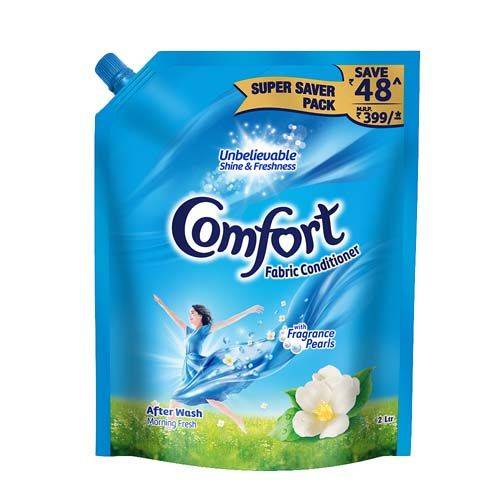 SUPER SAVER
PACK
SAVE
₹48^
M.R.P.
₹399/*
Unbelievable
Shine & Freshness
Comfort
Fabric Conditioner
with
Fragrance
Pearls
After Wash
Morning Fresh
2 Ltr